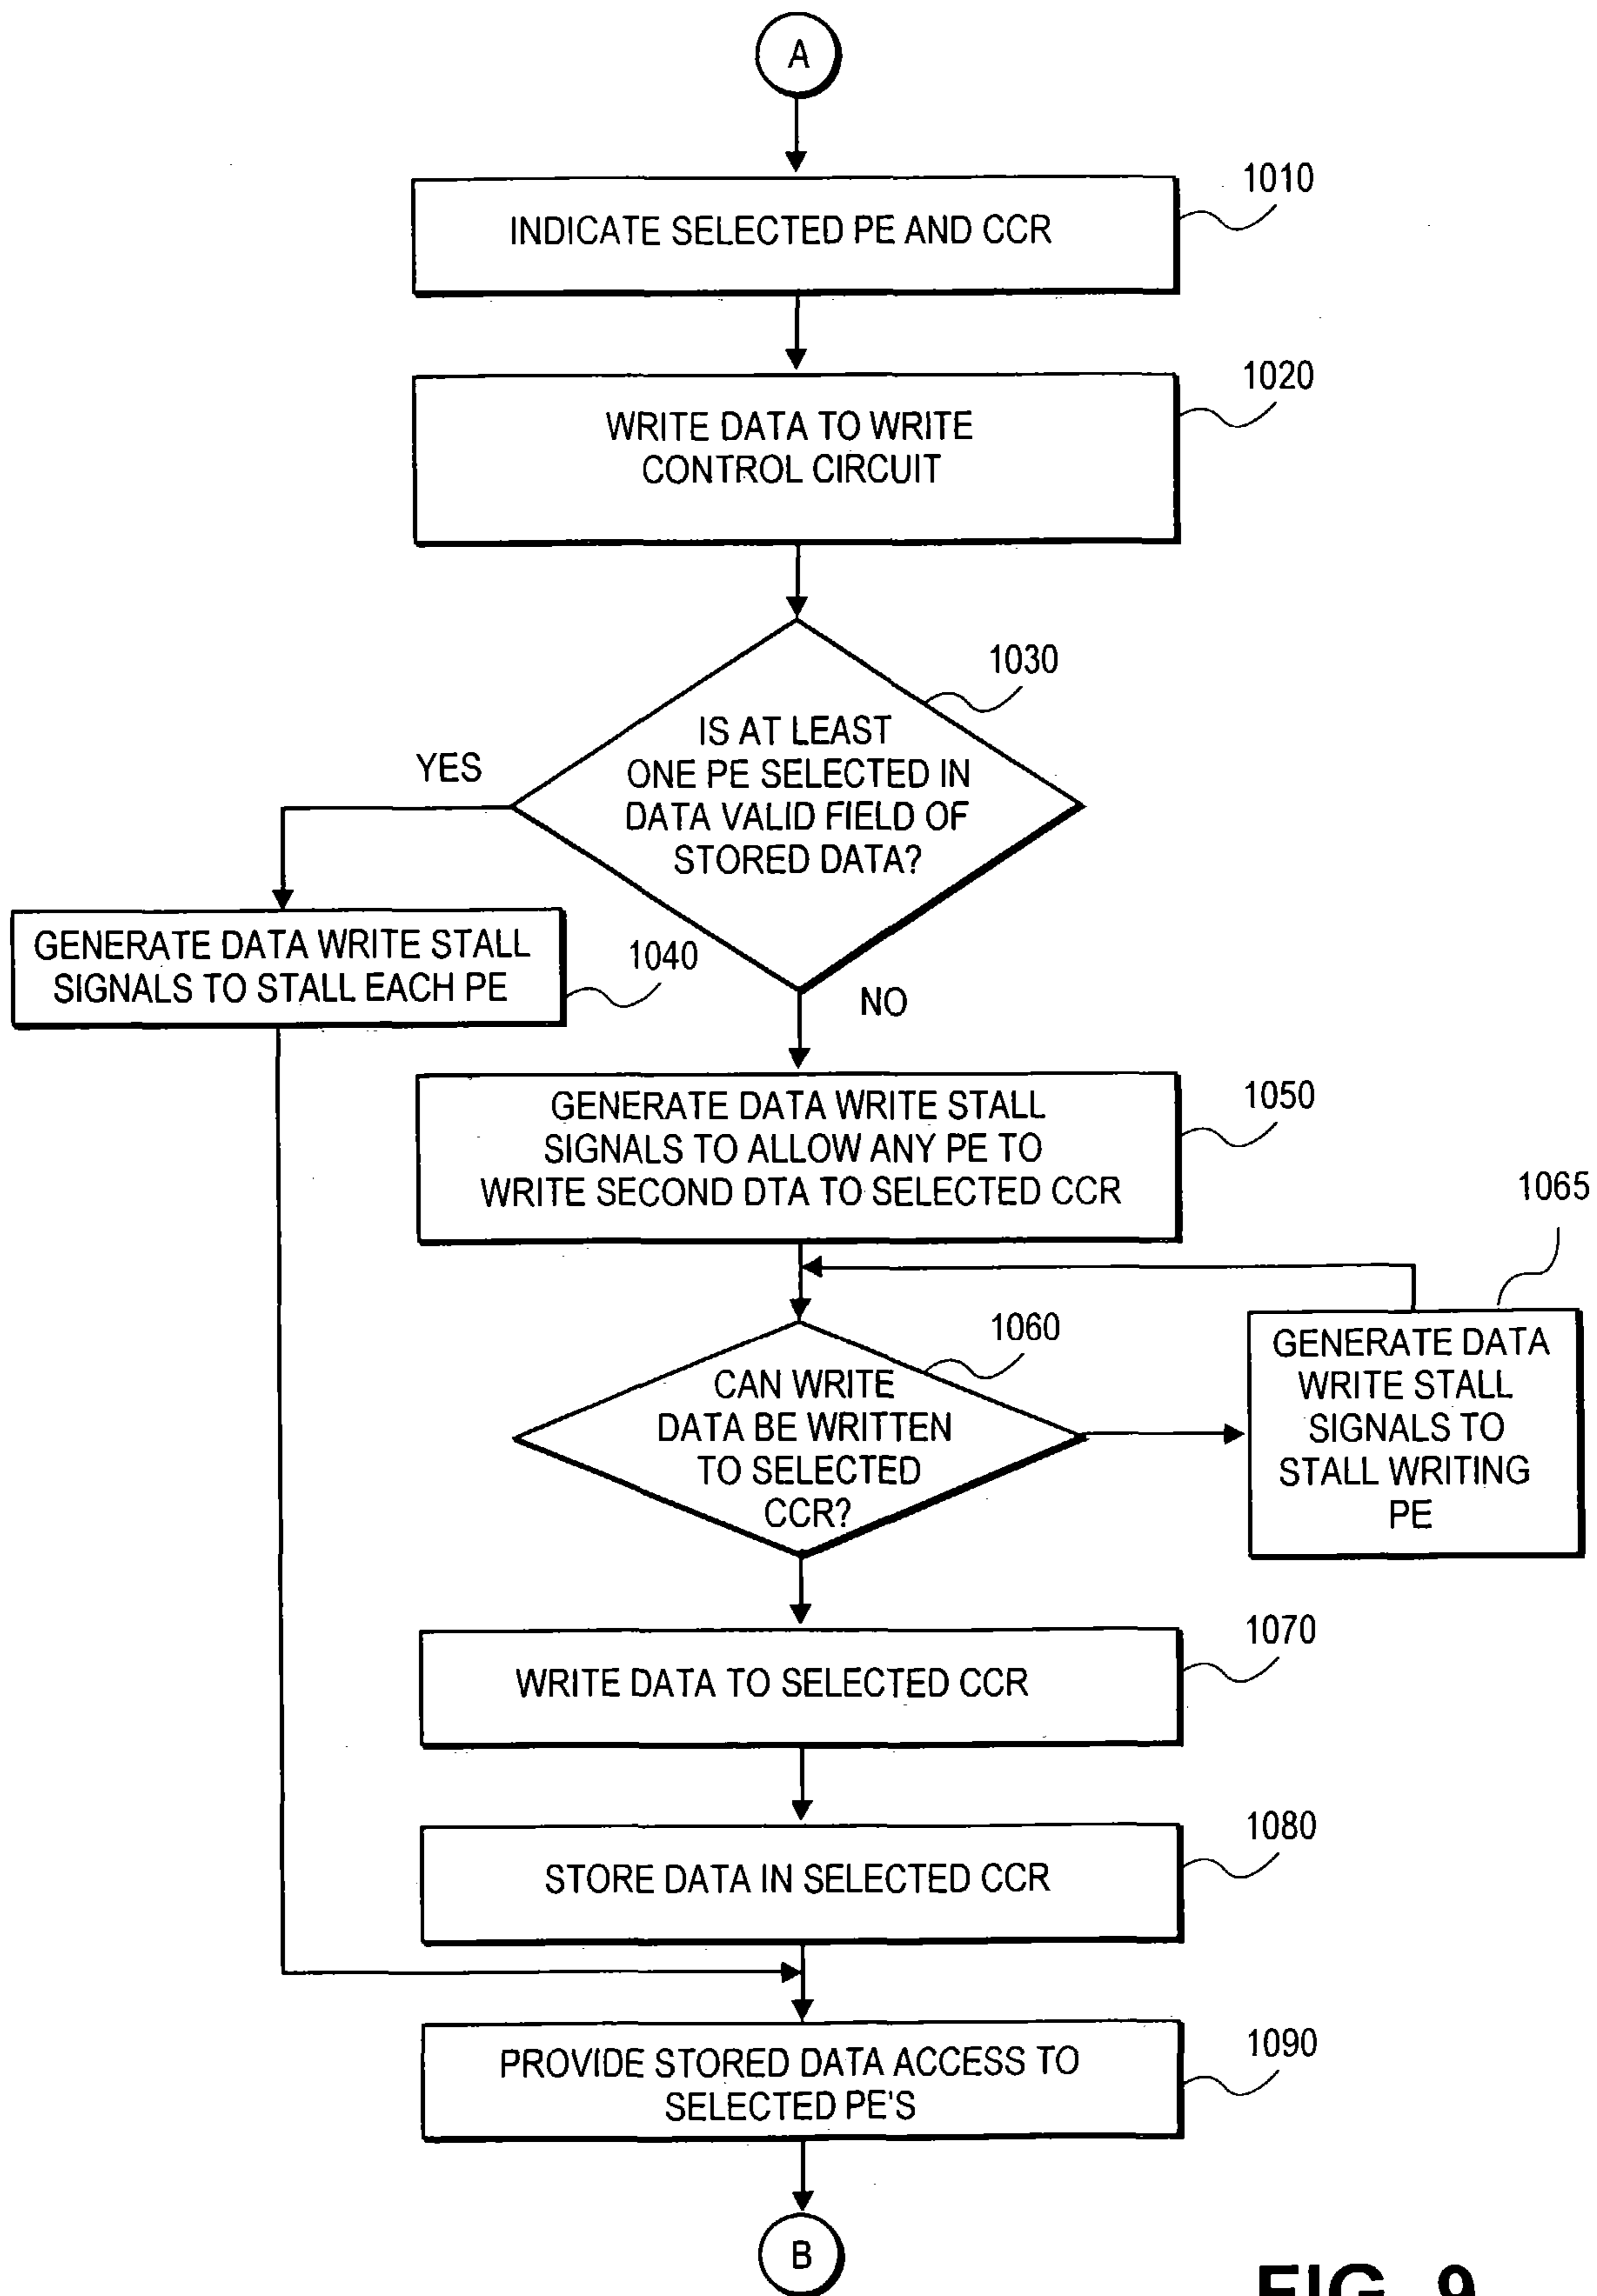 A
1010
INDICATE SELECTED PE AND CCR
1020
WRITE DATA TO WRITE
CONTROL CIRCUIT
1030
IS AT LEAST
ONE PE SELECTED IN
DATA VALID FIELD OF
STORED DATA?
YES
GENERATE DATA WRITE STALL
SIGNALS TO STALL EACH PE
1040
NO
1050
GENERATE DATA WRITE STALL
SIGNALS TO ALLOW ANY PE TO
WRITE SECOND DTA TO SELECTED CCR
1065
1060
CAN WRITE
DATA BE WRITTEN
TO SELECTED
CCR?
GENERATE DATA
WRITE STALL
SIGNALS TO
STALL WRITING
PE
1070
WRITE DATA TO SELECTED CCR
1080
STORE DATA IN SELECTED CCR
1090
PROVIDE STORED DATA ACCESS TO
SELECTED PE'S
B
FIG. 9